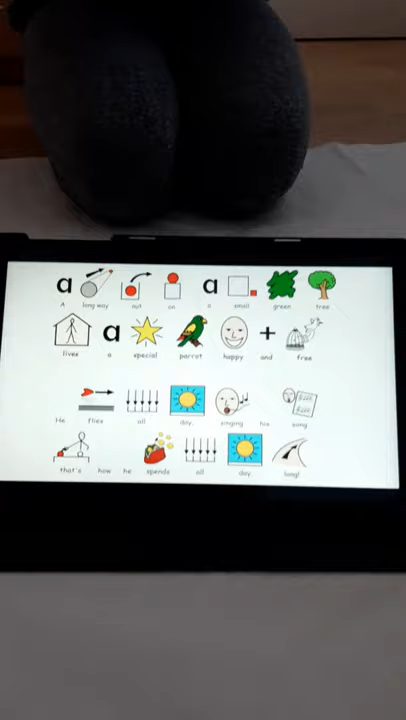 a a
A long way out on a small green tree
a +
lives a special parrot happy and free
He flies all day, singing his song
that's how he spends all day long!